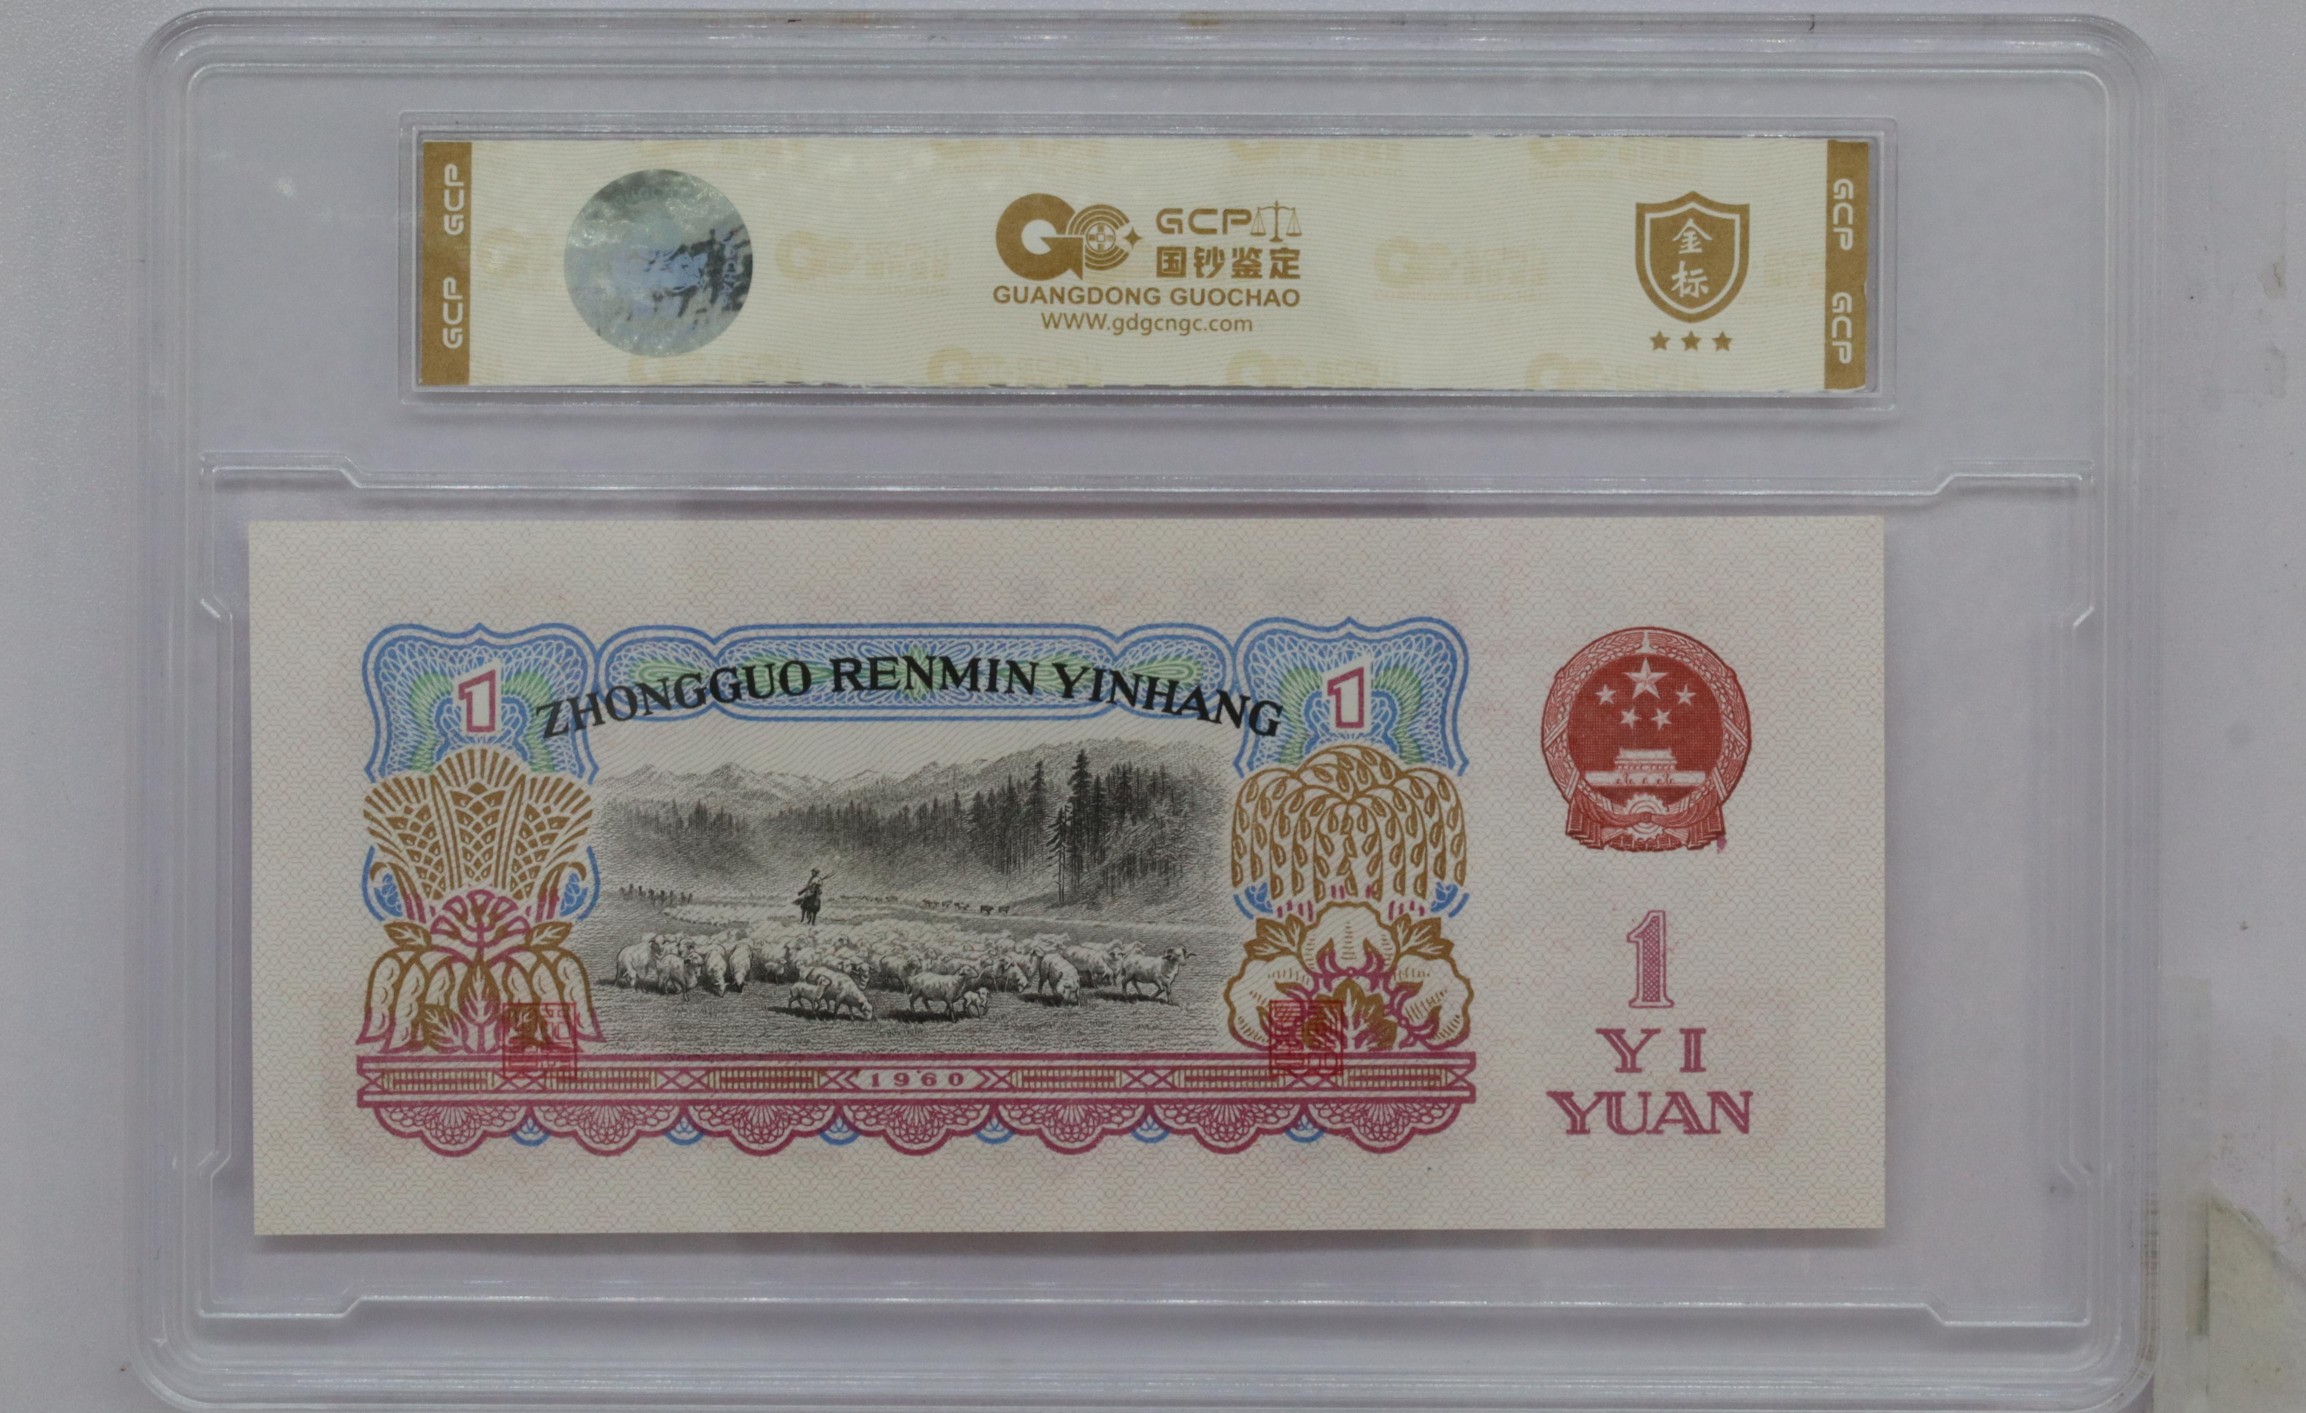 GCP GCP
GCP
国钞鉴定
GUANGDONG GUOCHAO
WWW.gdgcngc.com
金
标
GCP GCP
1
ZHONGGUO RENMIN YINHANG
1
1960
1
YI
YUAN